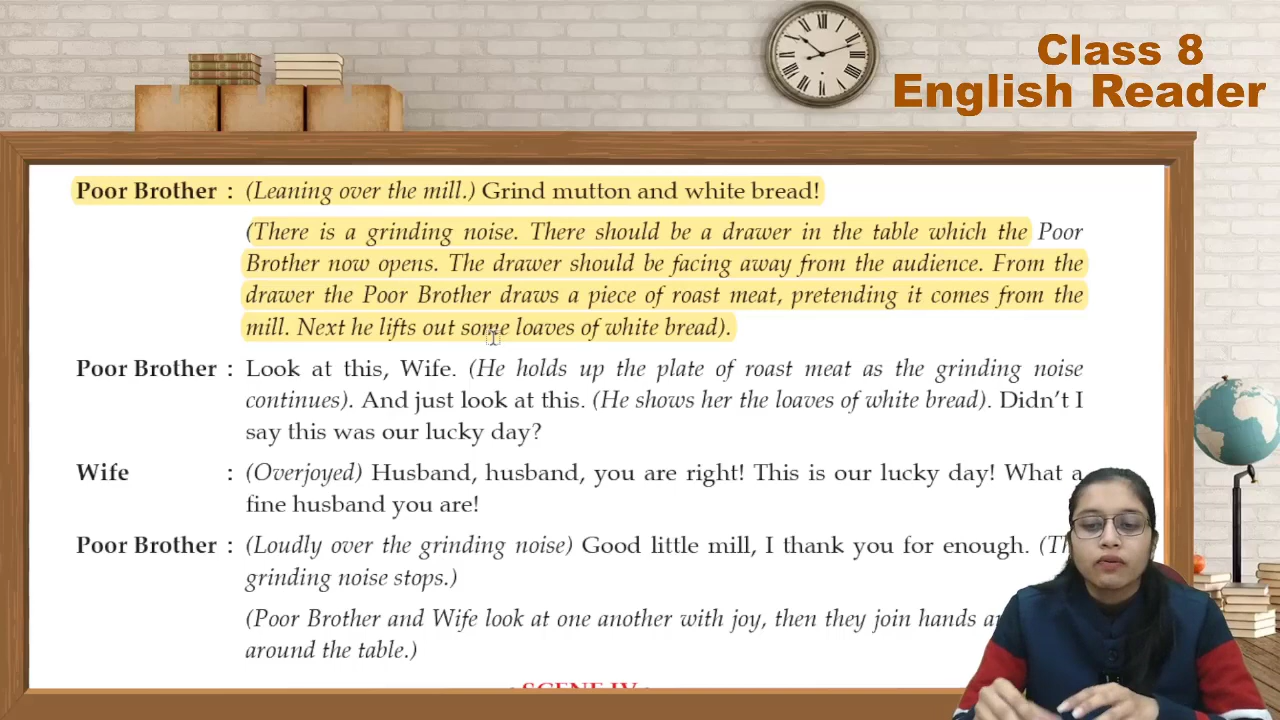 Class 8
English Reader
Poor Brother : (Leaning over the mill.) Grind mutton and white bread!
(There is a grinding noise. There should be a drawer in the table which the Poor
Brother now opens. The drawer should be facing away from the audience. From the
drawer the Poor Brother draws a piece of roast meat, pretending it comes from the
mill. Next he lifts out some loaves of white bread).
Poor Brother : Look at this, Wife. (He holds up the plate of roast meat as the grinding noise
continues). And just look at this. (He shows her the loaves of white bread). Didn't I
say this was our lucky day?
Wife : (Overjoyed) Husband, husband, you are right! This is our lucky day! What a
fine husband you are!
Poor Brother : (Loudly over the grinding noise) Good little mill, I thank you for enough.
grinding noise stops.)
(Poor Brother and Wife look at one another with joy, then they join hands
around the table.)
SCENE IV